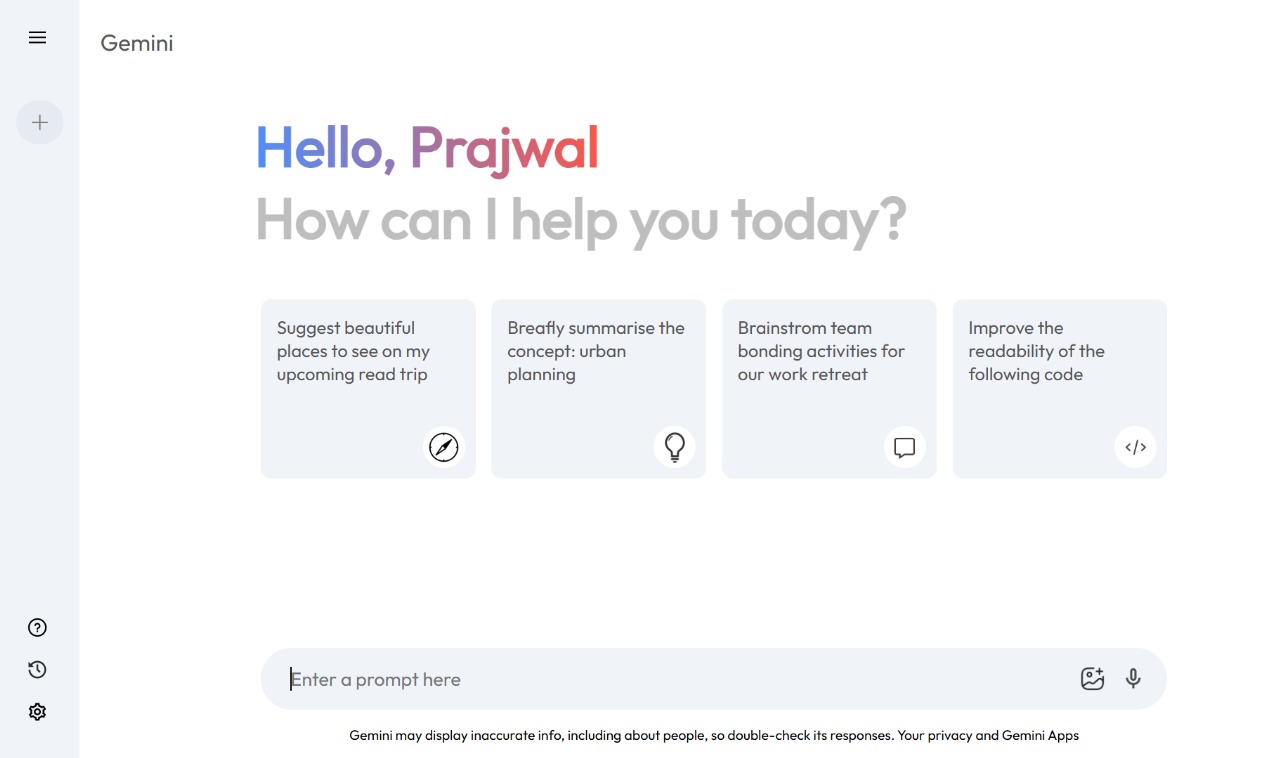 Gemini
Hello, Prajwal
How can I help you today?
Suggest beautiful
places to see on my
upcoming read trip
Breafly summarise the
concept: urban
planning
Brainstrom team
bonding activities for
our work retreat
Improve the
readability of the
following code
Enter a prompt here
Gemini may display inaccurate info, including about people, so double-check its responses. Your privacy and Gemini Apps